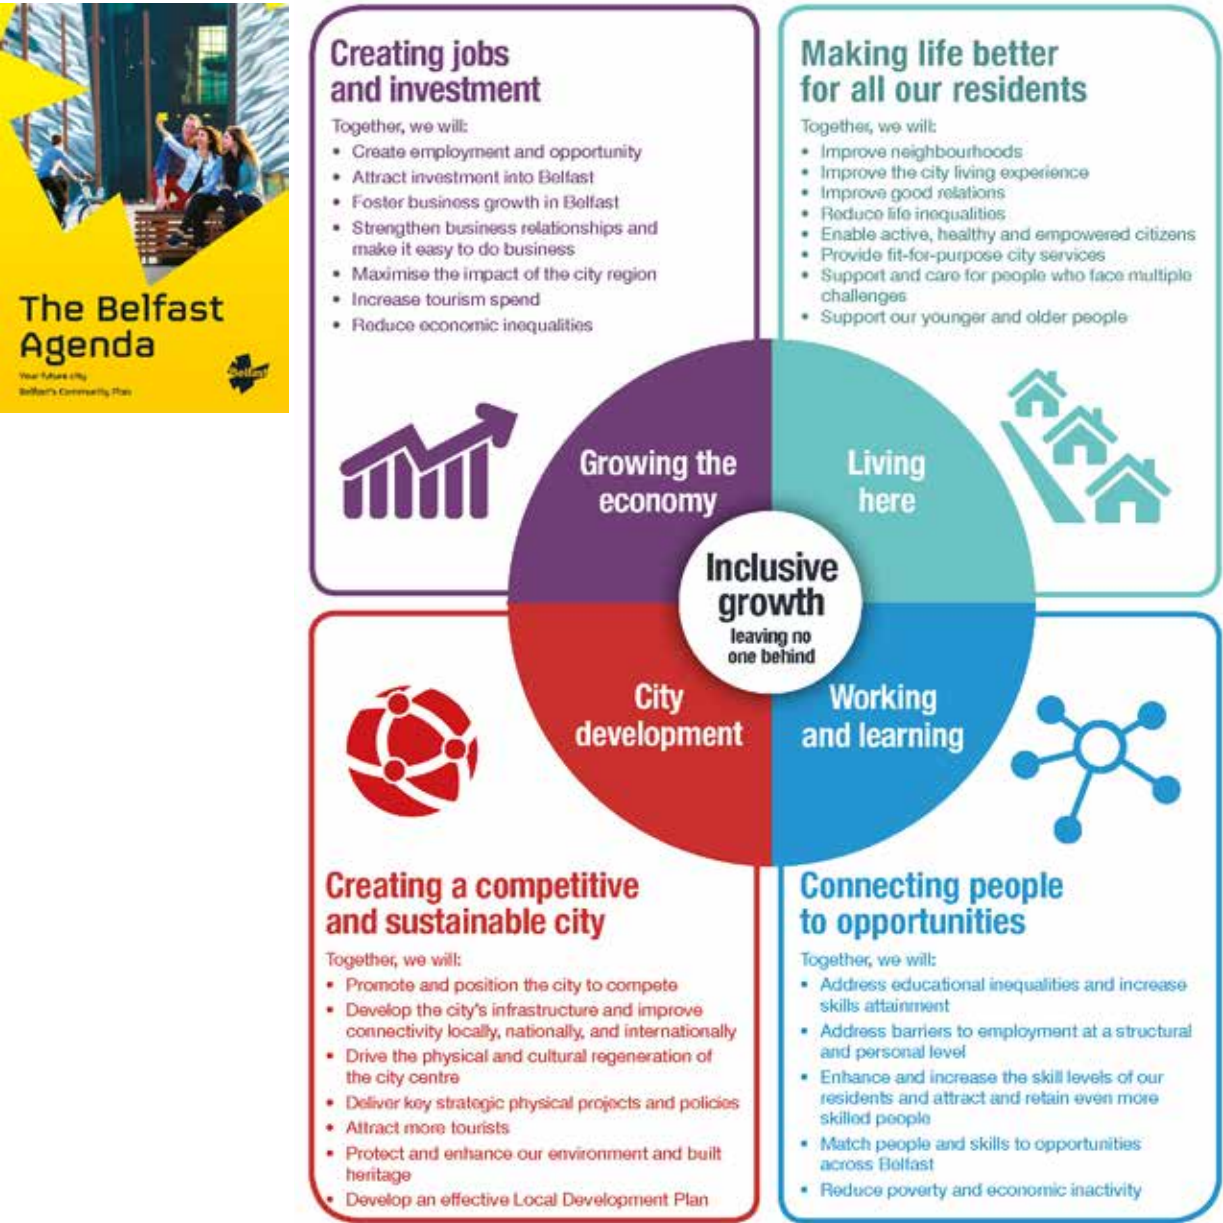 The Belfast
Agenda
Your future city
Belfast's Community Plan
Belfast
Creating jobs
and investment
Together, we will:
• Create employment and opportunity
• Attract investment into Belfast
• Foster business growth in Belfast
• Strengthen business relationships and
make it easy to do business
• Maximise the impact of the city region
• Increase tourism spend
• Reduce economic inequalities
Making life better
for all our residents
Together, we will:
• Improve neighbourhoods
• Improve the city living experience
• Improve good relations
• Reduce life inequalities
• Enable active, healthy and empowered citizens
• Provide fit-for-purpose city services
• Support and care for people who face multiple
challenges
• Support our younger and older people
Growing the
economy
Living
here
Inclusive
growth
leaving no
one behind
City
development
Working
and learning
Creating a competitive
and sustainable city
Together, we will:
• Promote and position the city to compete
• Develop the city's infrastructure and improve
connectivity locally, nationally, and internationally
• Drive the physical and cultural regeneration of
the city centre
• Deliver key strategic physical projects and policies
• Attract more tourists
• Protect and enhance our environment and built
heritage
• Develop an effective Local Development Plan
Connecting people
to opportunities
Together, we will:
• Address educational inequalities and increase
skills attainment
• Address barriers to employment at a structural
and personal level
• Enhance and increase the skill levels of our
residents and attract and retain even more
skilled people
• Match people and skills to opportunities
across Belfast
• Reduce poverty and economic inactivity